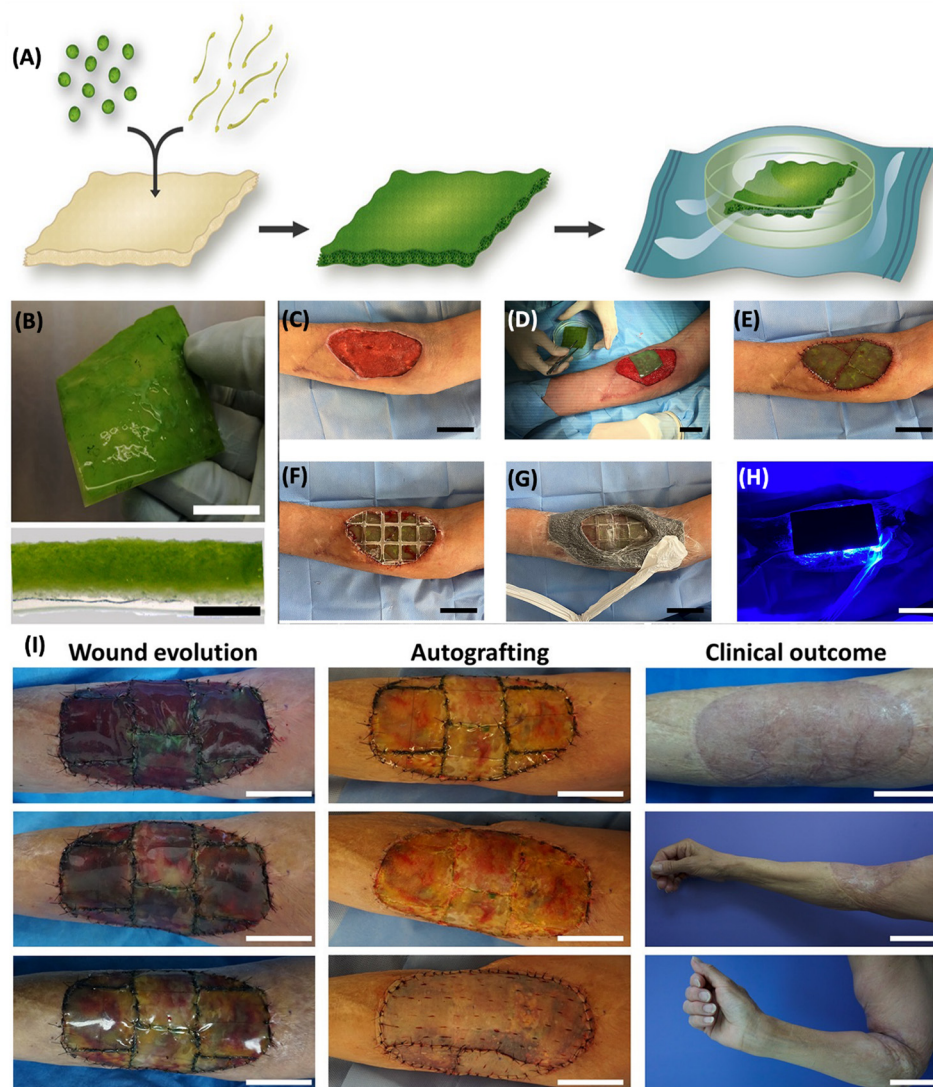 (A)
(B)
(C)
(D)
(E)
(F)
(G)
(H)
(I)
Wound evolution
Autografting
Clinical outcome